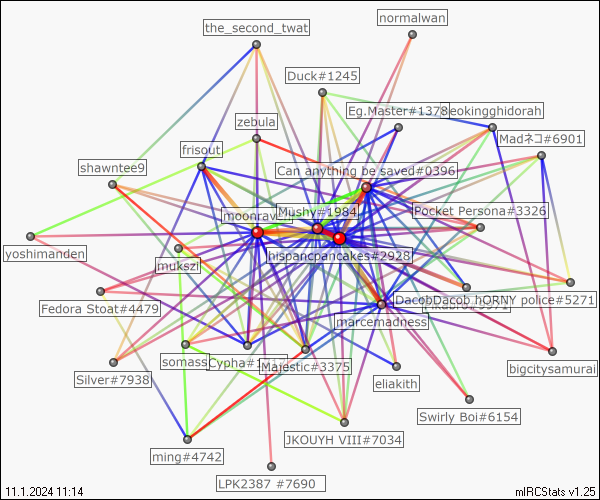 normalwan
the_second_twat
Duck#1245
Eg.Master#1378
eokingghidorah
zebula
Madネコ#6901
frisout
shawntee9
Can anything be saved#0396
Mushy#1984
Pocket Persona#3326
yoshimanden
hispancpancakes#2928
mukszi
DacobDacob hORNY police#5271
Fedora Stoat#4479
marcemadness
somass
Majestic#3375
bigcitysamurai
Silver#7938
eliakith
Swirly Boi#6154
JKOUYH VIII#7034
ming#4742
LPK2387 #7690
11.1.2024 11:14
mIRCStats v1.25